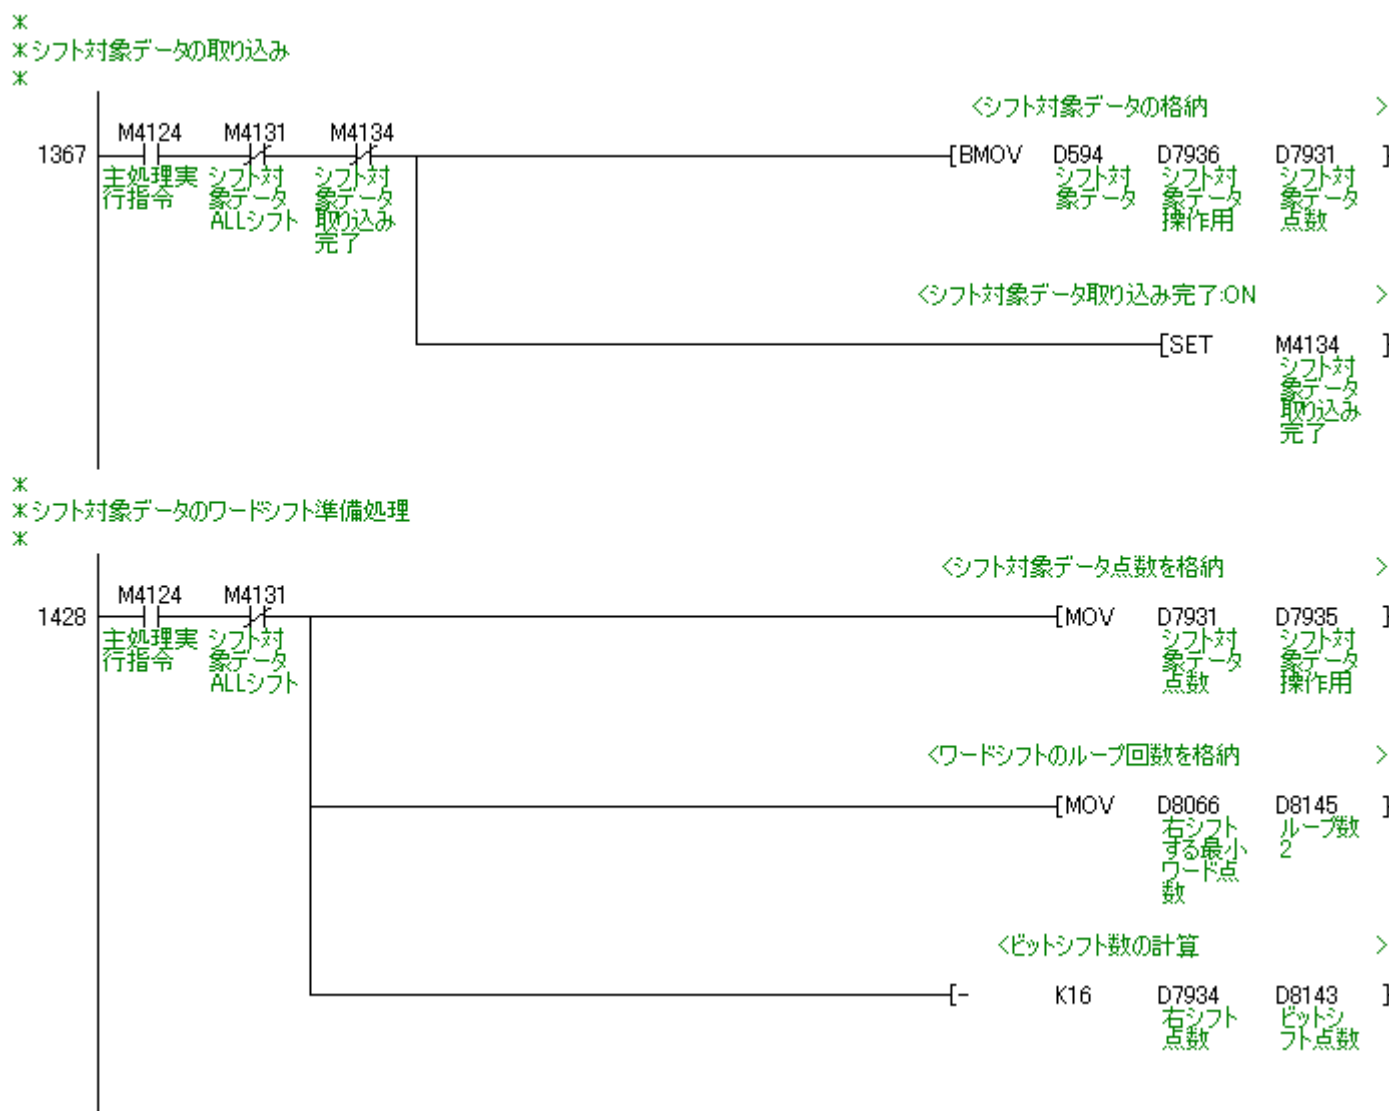 *
*シフト対象データの取り込み
*
<シフト対象データの格納 >
M4124 M4131 M4134
1367 [BMOV D594 D7936 D7931 ]
主処理実行指令
シフト対象データALLシフト
シフト対象データ取り込み完了
シフト対象データ
シフト対象データ操作用
シフト対象データ点数
<シフト対象データ取り込み完了:ON >
[SET M4134 ]
シフト対象データ取り込み完了
*
*シフト対象データのワードシフト準備処理
*
<シフト対象データ点数を格納 >
M4124 M4131
1428 [MOV D7931 D7935 ]
主処理実行指令
シフト対象データALLシフト
シフト対象データ点数
シフト対象データ操作用
<ワードシフトのループ回数を格納 >
[MOV D8066 D8145 ]
右シフトする最小ワード点数
ループ数2
<ビットシフト数の計算 >
[- K16 D7934 D8143 ]
右シフト点数
ビットシフト点数